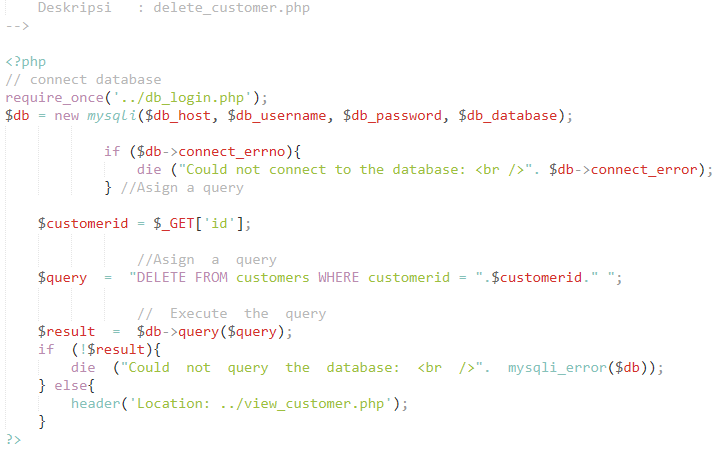 Deskripsi   : delete_customer.php
-->
<?php
// connect database
require_once('../db_login.php');
$db = new mysqli($db_host, $db_username, $db_password, $db_database);
if ($db->connect_errno){
die ("Could not connect to the database: <br />". $db->connect_error);
} //Asign a query
$customerid = $_GET['id'];
//Asign  a  query
$query  =  "DELETE FROM customers WHERE customerid = ".$customerid." ";
//  Execute  the  query
$result  =  $db->query($query);
if  (!$result){
die  ("Could  not  query  the  database:  <br  />".  mysqli_error($db));
} else{
header('Location: ../view_customer.php');
}
?>